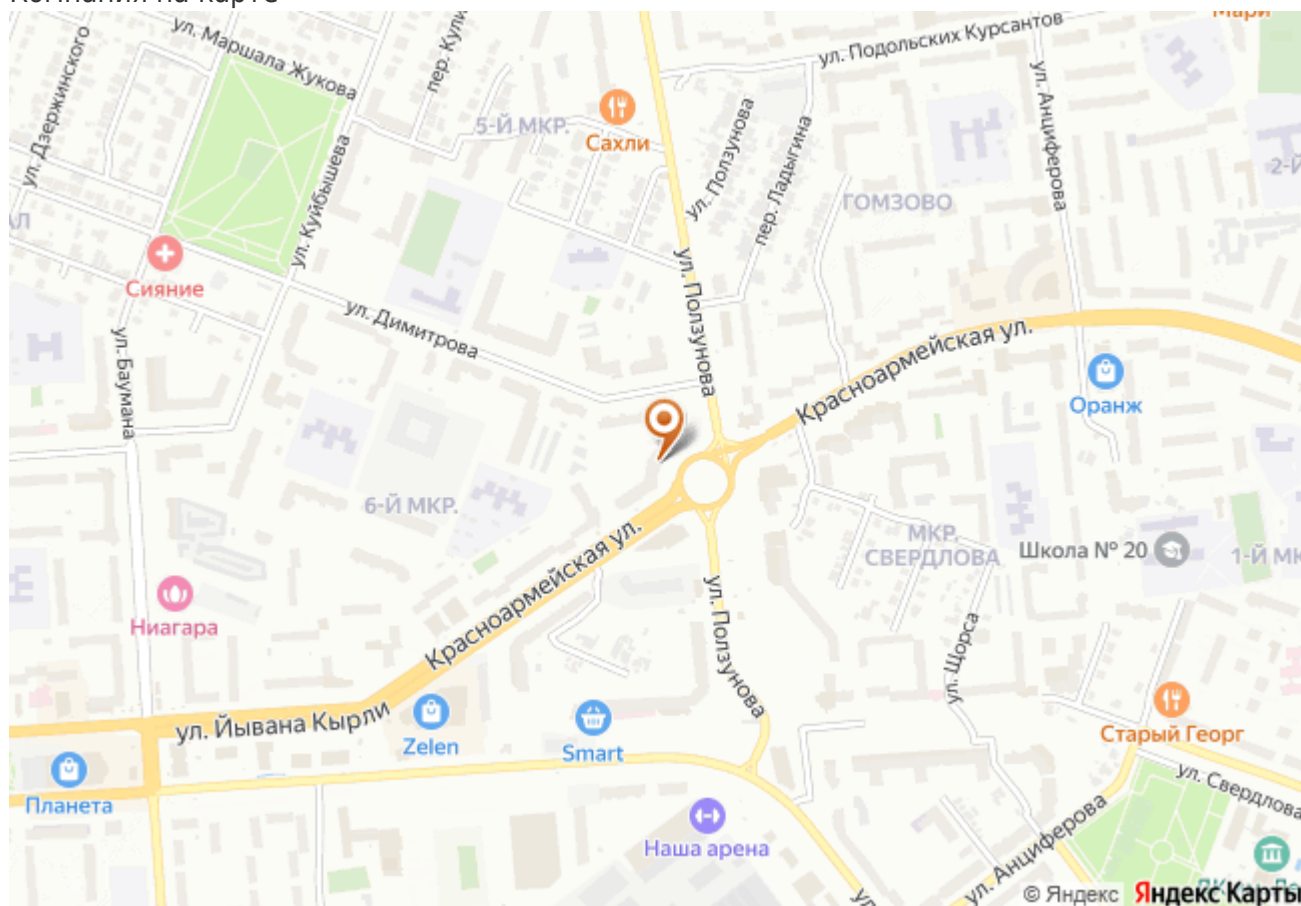 Компания на карте
Мари
ул. Маршала Жукова
ул. Дзержинского
ул. Куйбышева
5-Й МКР.
Сахли
ул. Подольских Курсантов
ул. Ползунова
пер. Ладыгина
ул. Анциферова
ГОМЗОВО
Сияние
ул. Димитрова
ул. Баумана
ул. Ползунова
Красноармейская ул.
Оранж
6-Й МКР.
МКР.
СВЕРДЛОВА
Школа № 20
Ниагара
Красноармейская ул.
ул. Ползунова
ул. Щорса
ул. Йывана Кырли
Zelen
Smart
Старый Георг
Планета
ул. Свердлова
Наша арена
ул. Анциферова
© Яндекс Яндекс Карты